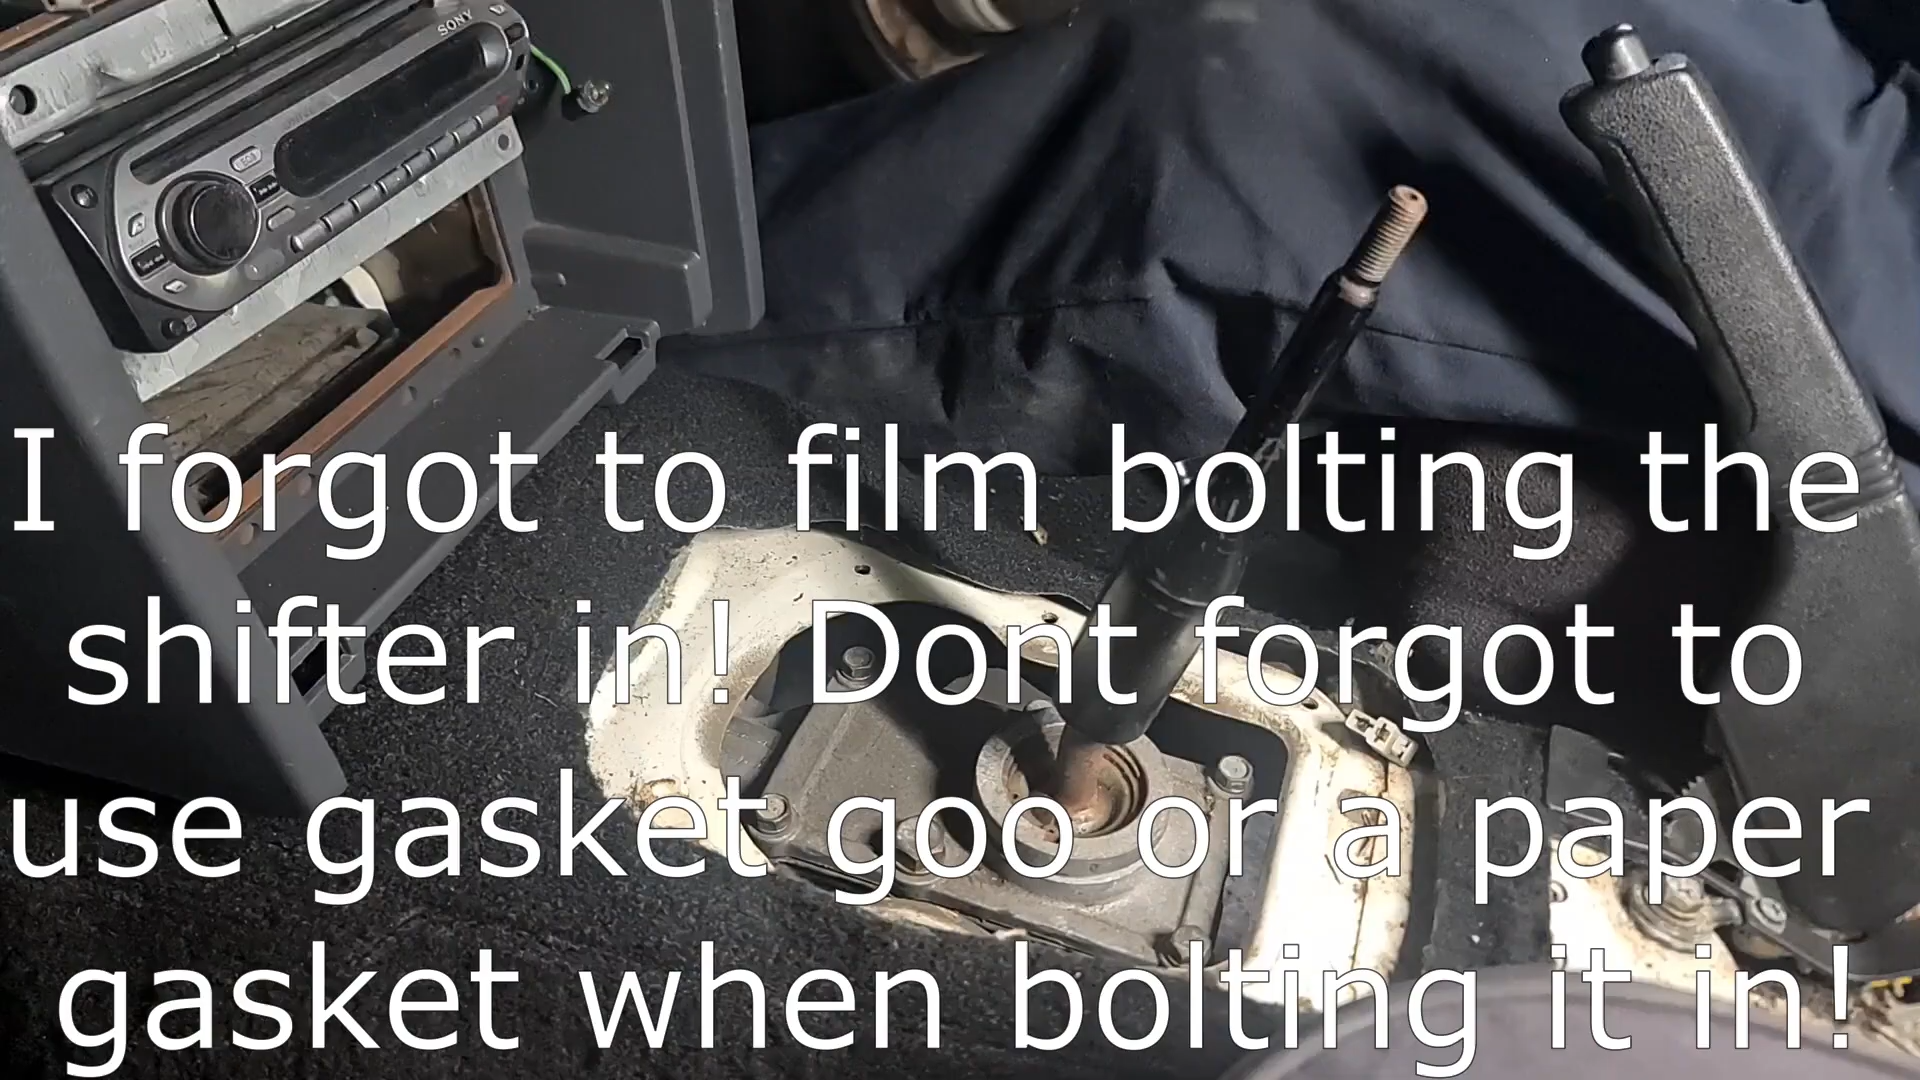 SONY
I forgot to film bolting the
shifter in! Dont forgot to
use gasket goo or a paper
gasket when bolting it in!